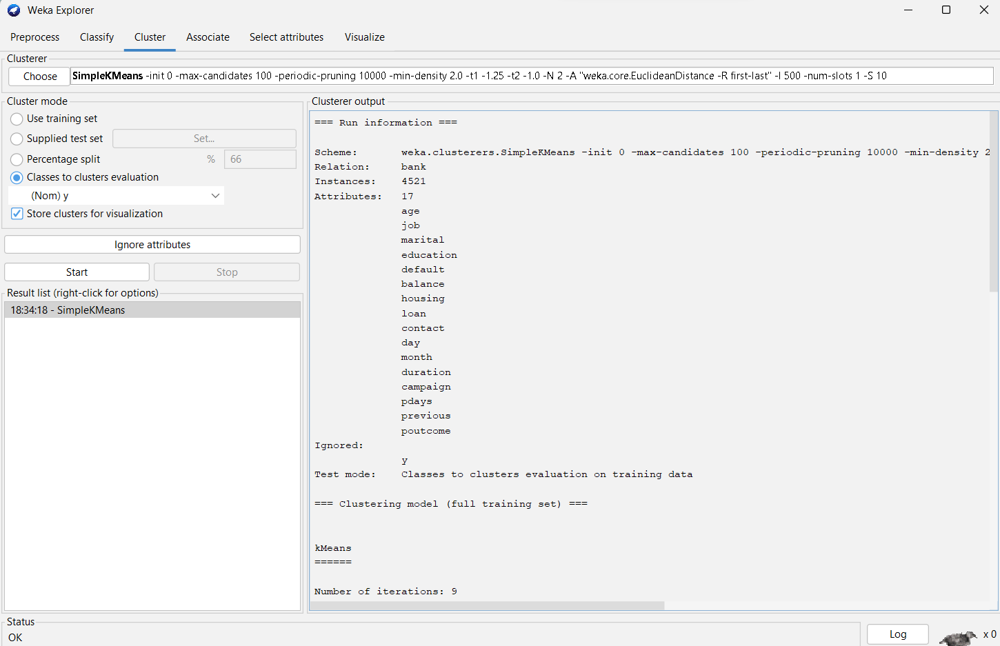 Weka Explorer
Preprocess Classify Cluster Associate Select attributes Visualize
Clusterer
Choose SimpleKMeans -init 0 -max-candidates 100 -periodic-pruning 10000 -min-density 2.0 -t1 -1.25 -t2 -1.0 -N 2 -A "weka.core.EuclideanDistance -R first-last" -I 500 -num-slots 1 -S 10
Cluster mode
Use training set
Supplied test set Set...
Percentage split % 66
Classes to clusters evaluation
(Nom) y
Store clusters for visualization
Ignore attributes
Start Stop
Result list (right-click for options)
18:34:18 - SimpleKMeans
Clusterer output
=== Run information ===
Scheme: weka.clusterers.SimpleKMeans -init 0 -max-candidates 100 -periodic-pruning 10000 -min-density 2
Relation: bank
Instances: 4521
Attributes: 17
age
job
marital
education
default
balance
housing
loan
contact
day
month
duration
campaign
pdays
previous
poutcome
Ignored:
y
Test mode: Classes to clusters evaluation on training data
=== Clustering model (full training set) ===
kMeans
======
Number of iterations: 9
Status
OK
Log x 0